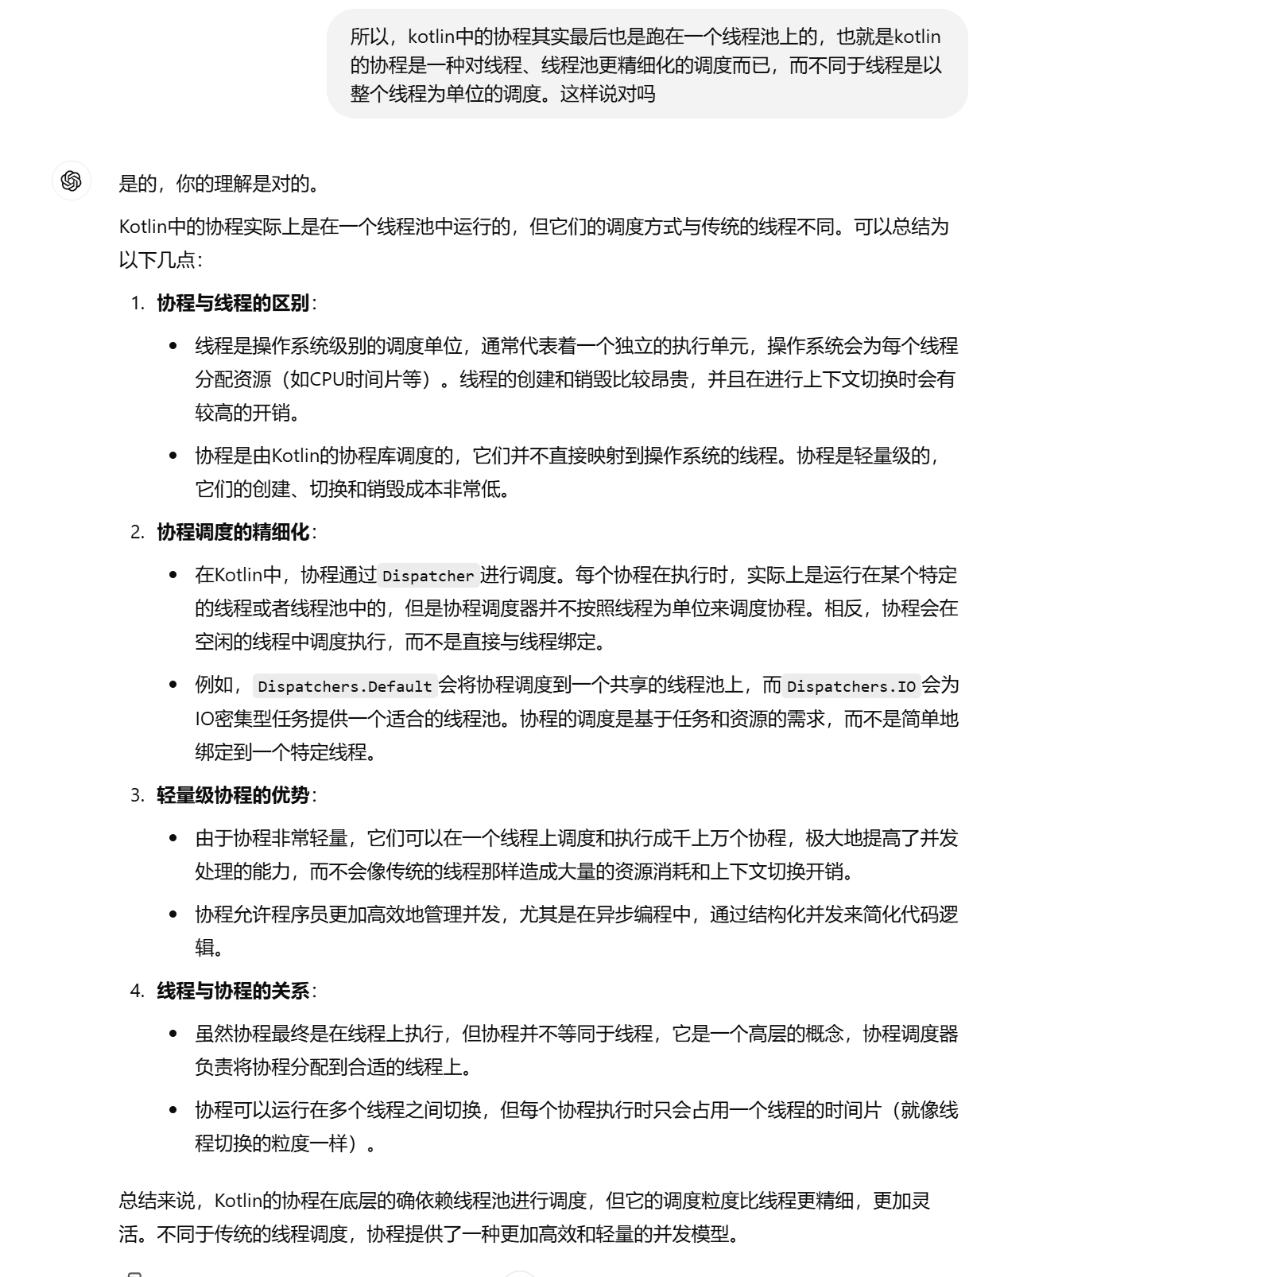 所以，kotlin中的协程其实最后也是跑在一个线程池上的，也就是kotlin
的协程是一种对线程、线程池更精细化的调度而已，而不同于线程是以
整个线程为单位的调度。这样说对吗
是的，你的理解是对的。
Kotlin中的协程实际上是在一个线程池中运行的，但它们的调度方式与传统的线程不同。可以总结为
以下几点：
1. 协程与线程的区别：
• 线程是操作系统级别的调度单位，通常代表着一个独立的执行单元，操作系统会为每个线程
分配资源（如CPU时间片等）。线程的创建和销毁比较昂贵，并且在进行上下文切换时会有
较高的开销。
• 协程是由Kotlin的协程库调度的，它们并不直接映射到操作系统的线程。协程是轻量级的，
它们的创建、切换和销毁成本非常低。
2. 协程调度的精细化：
• 在Kotlin中，协程通过 Dispatcher 进行调度。每个协程在执行时，实际上是运行在某个特定
的线程或者线程池中的，但是协程调度器并不按照线程为单位来调度协程。相反，协程会在
空闲的线程中调度执行，而不是直接与线程绑定。
• 例如， Dispatchers.Default 会将协程调度到一个共享的线程池上，而 Dispatchers.IO 会为
IO密集型任务提供一个适合的线程池。协程的调度是基于任务和资源的需求，而不是简单地
绑定到一个特定线程。
3. 轻量级协程的优势：
• 由于协程非常轻量，它们可以在一个线程上调度和执行成千上万个协程，极大地提高了并发
处理的能力，而不会像传统的线程那样造成大量的资源消耗和上下文切换开销。
• 协程允许程序员更加高效地管理并发，尤其是在异步编程中，通过结构化并发来简化代码逻
辑。
4. 线程与协程的关系：
• 虽然协程最终是在线程上执行，但协程并不等同于线程，它是一个高层的概念，协程调度器
负责将协程分配到合适的线程上。
• 协程可以运行在多个线程之间切换，但每个协程执行时只会占用一个线程的时间片（就像线
程切换的粒度一样）。
总结来说，Kotlin的协程在底层的确依赖线程池进行调度，但它的调度粒度比线程更精细，更加灵
活。不同于传统的线程调度，协程提供了一种更加高效和轻量的并发模型。